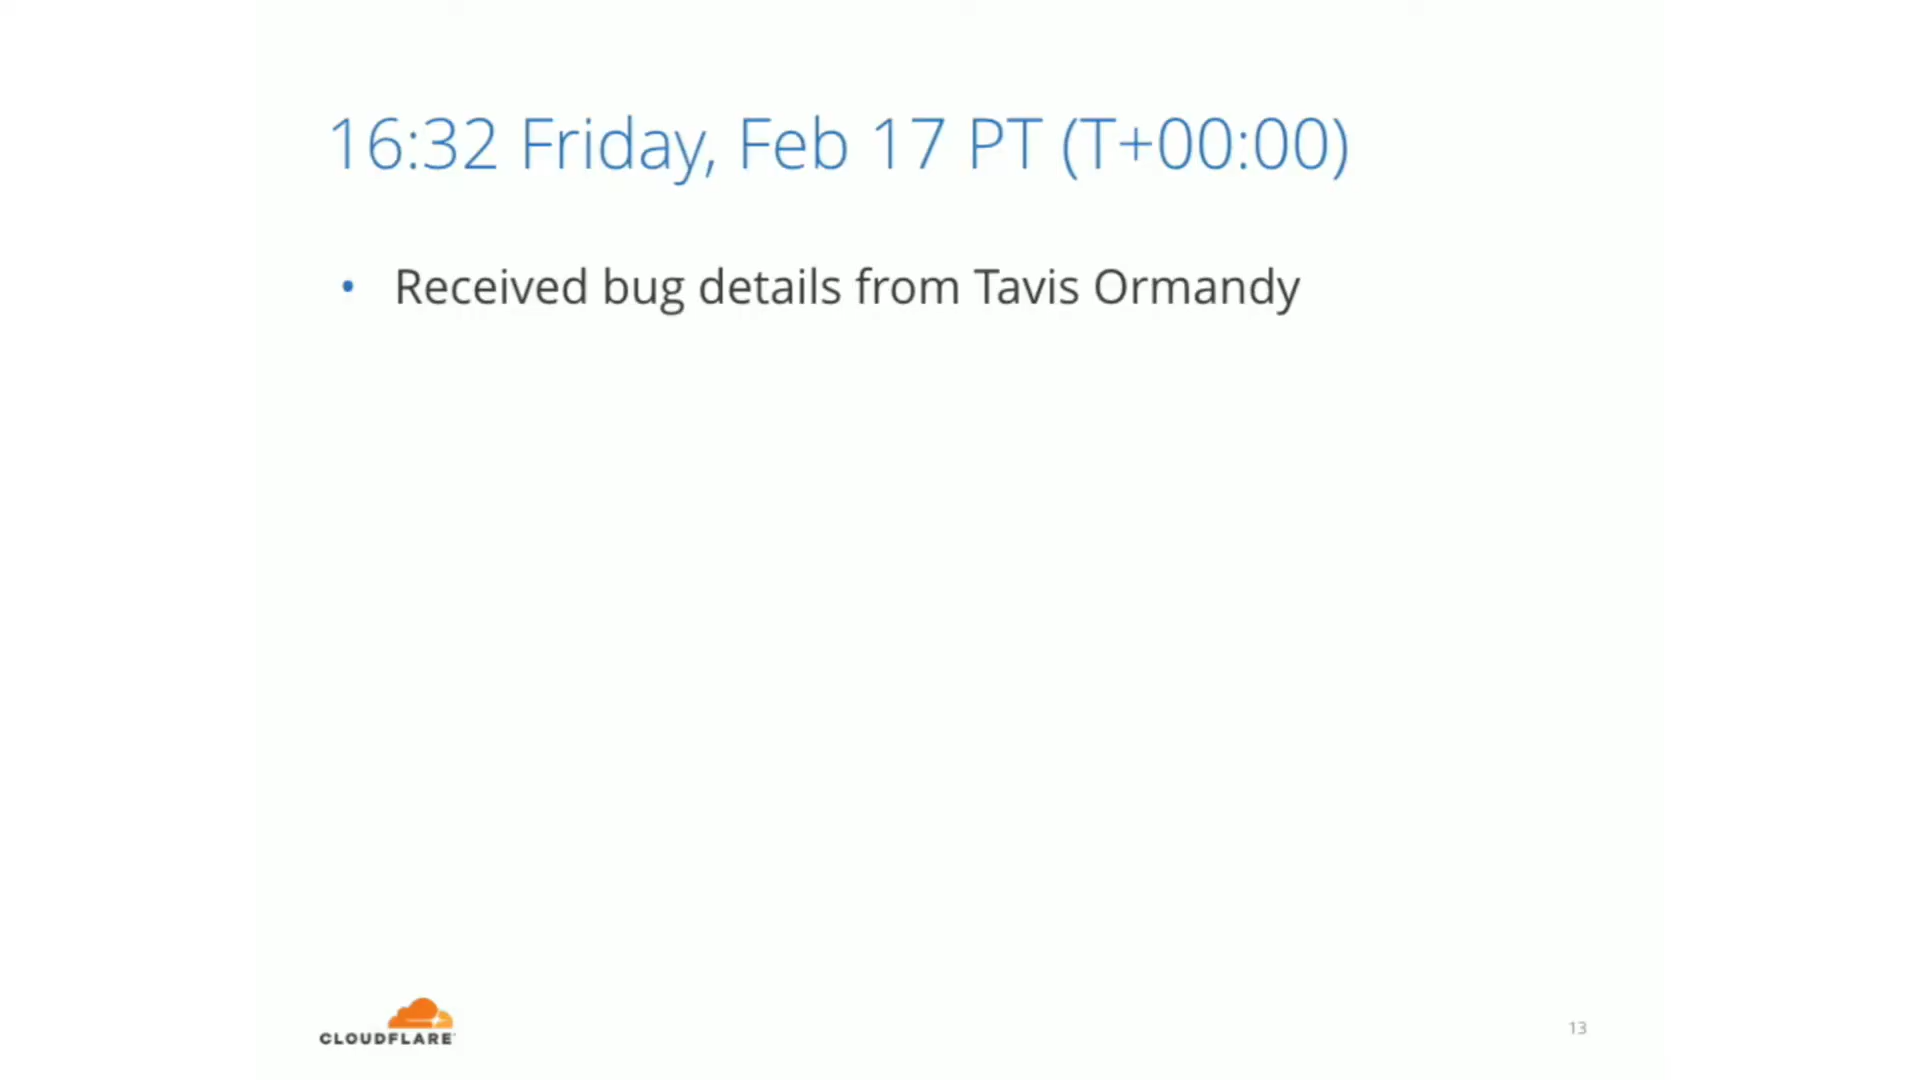 16:32 Friday, Feb 17 PT (T+00:00)
• Received bug details from Tavis Ormandy
CLOUDFLARE
13